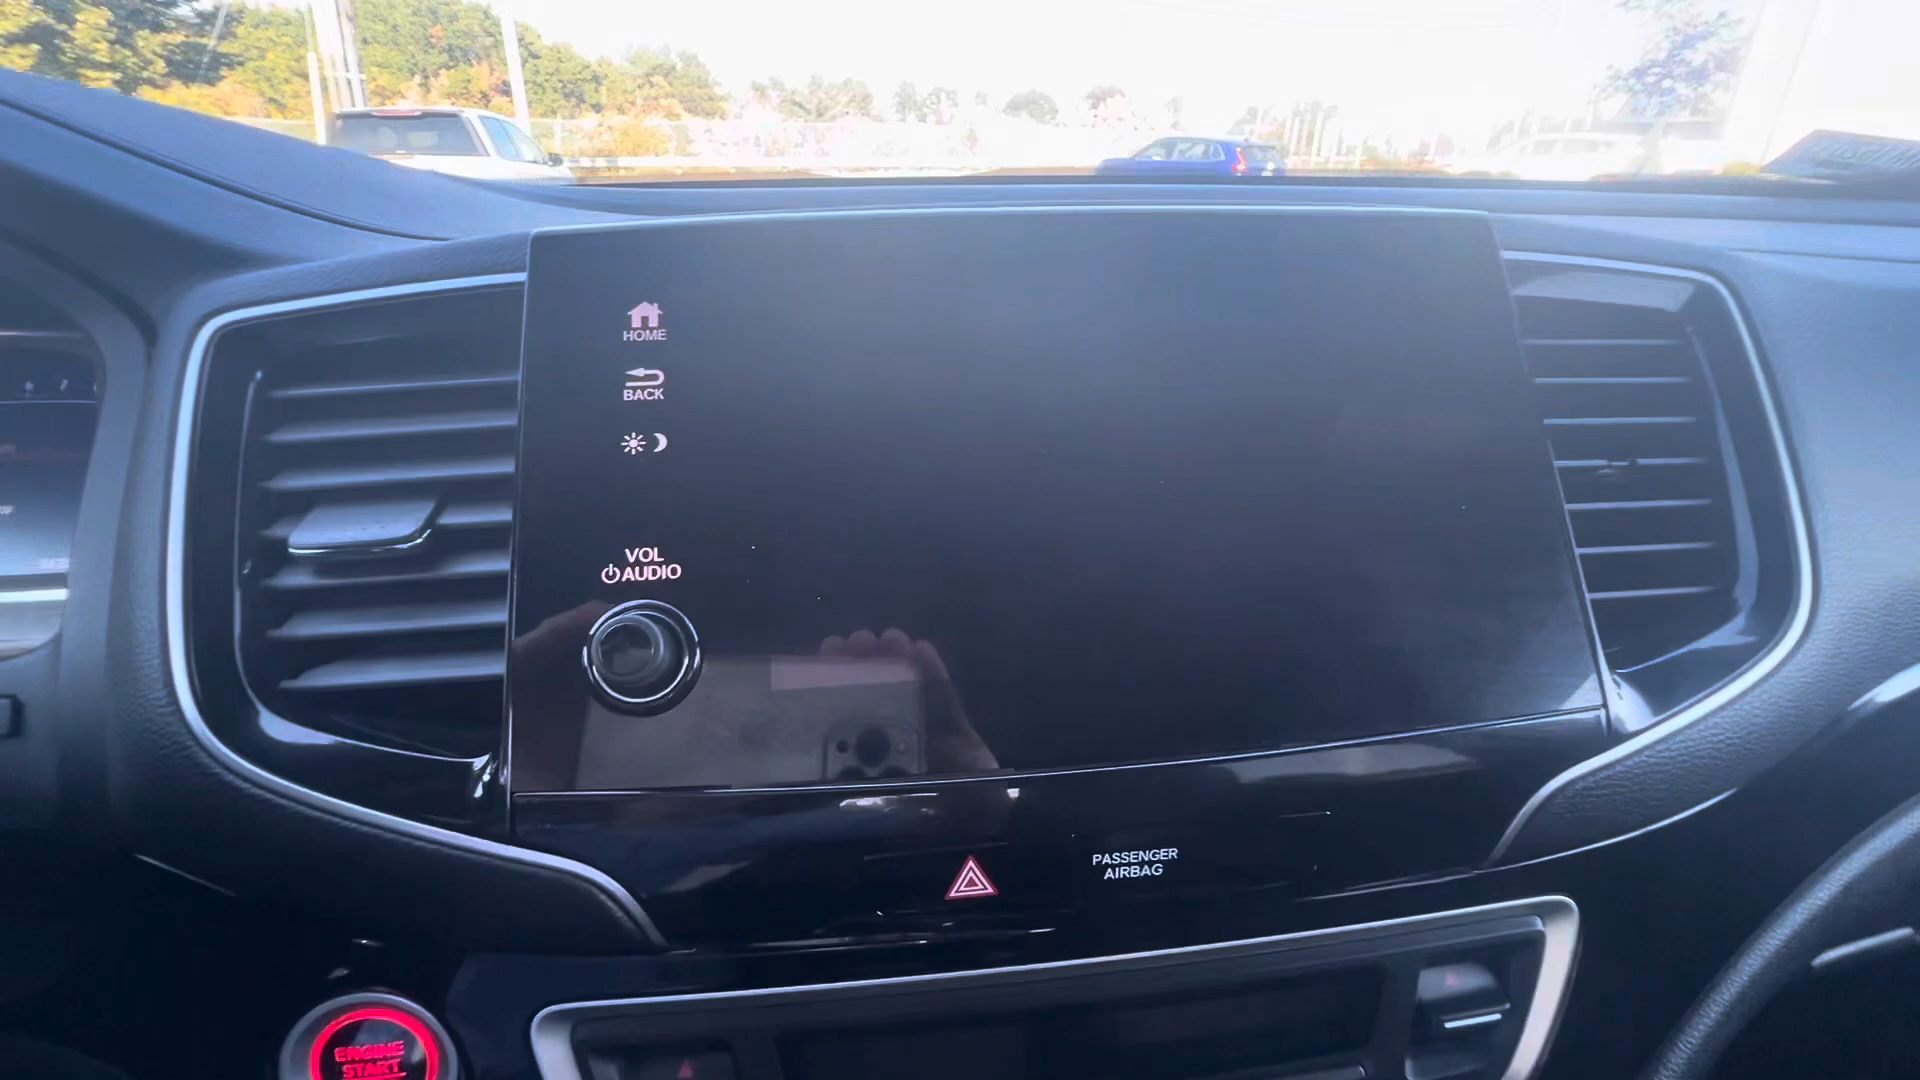 HOME
BACK
VOL
AUDIO
PASSENGER
AIRBAG
ENGINE
START